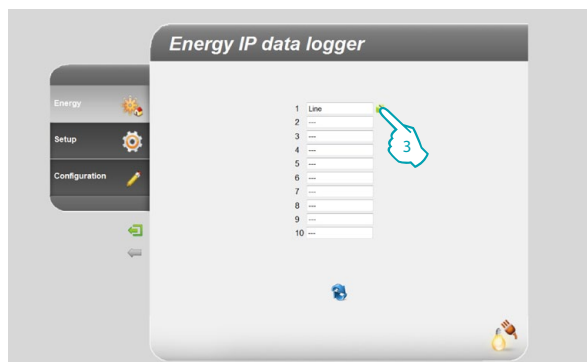 Energy IP data logger
Energy
Setup
Configuration
1 Line
2 ---
3 ---
4 ---
5 ---
6 ---
7 ---
8 ---
9 ---
10 ---
3